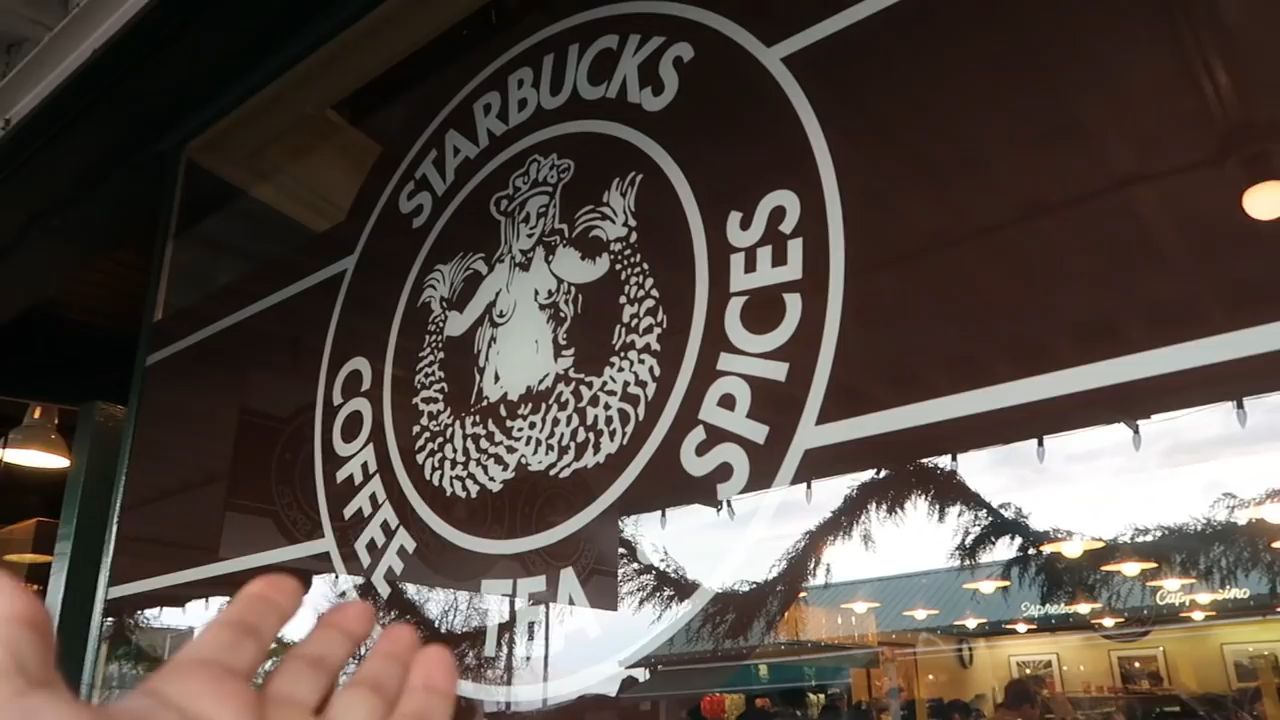 STARBUCKS
COFFEE
TEA
SPICES
Espresso
Cappuccino